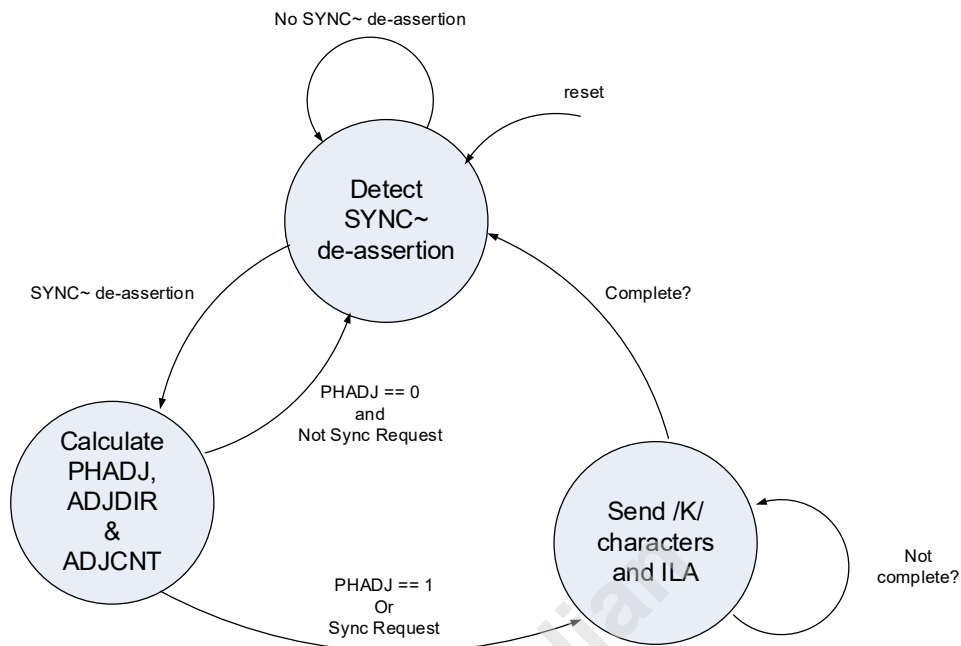 No SYNC~ de-assertion
reset
Detect
SYNC~
de-assertion
SYNC~ de-assertion
Complete?
PHADJ == 0
and
Not Sync Request
Calculate
PHADJ,
ADJDIR
&
ADJCNT
Send /K/
characters
and ILA
Not
complete?
PHADJ == 1
Or
Sync Request